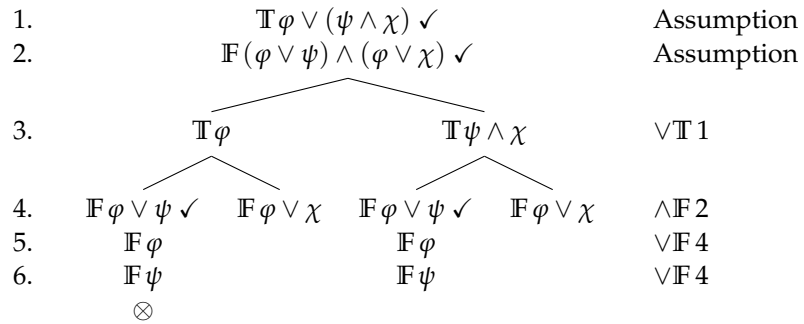 1. 𝕋φ ∨ (ψ ∧ χ) ✓ Assumption
2. 𝔽(φ ∨ ψ) ∧ (φ ∨ χ) ✓ Assumption
3. 𝕋φ 𝕋ψ ∧ χ ∨𝕋 1
4. 𝔽φ ∨ ψ ✓ 𝔽φ ∨ χ 𝔽φ ∨ ψ ✓ 𝔽φ ∨ χ ∧𝔽 2
5. 𝔽φ 𝔽φ ∨𝔽 4
6. 𝔽ψ 𝔽ψ ∨𝔽 4
⊗